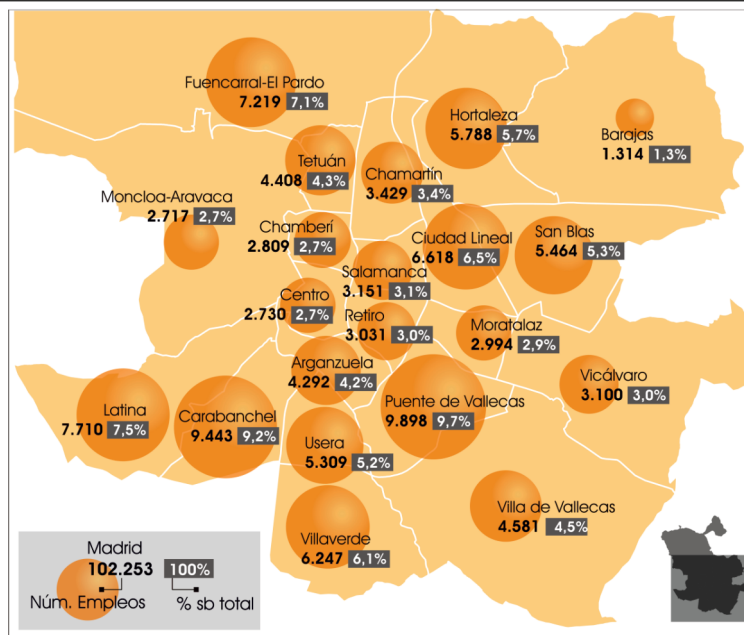 Fuencarral-El Pardo
7.219 7,1%
Hortaleza
5.788 5,7%
Barajas
1.314 1,3%
Tetuán
4.408 4,3%
Chamartín
3.429 3,4%
Moncloa-Aravaca
2.717 2,7%
Chamberí
2.809 2,7%
Ciudad Lineal
6.618 6,5%
San Blas
5.464 5,3%
Salamanca
3.151 3,1%
Centro
2.730 2,7%
Retiro
3.031 3,0%
Moratalaz
2.994 2,9%
Arganzuela
4.292 4,2%
Vicálvaro
3.100 3,0%
Puente de Vallecas
9.898 9,7%
Latina
7.710 7,5%
Carabanchel
9.443 9,2%
Usera
5.309 5,2%
Villa de Vallecas
4.581 4,5%
Villaverde
6.247 6,1%
Madrid
102.253 100%
Núm. Empleos % sb total